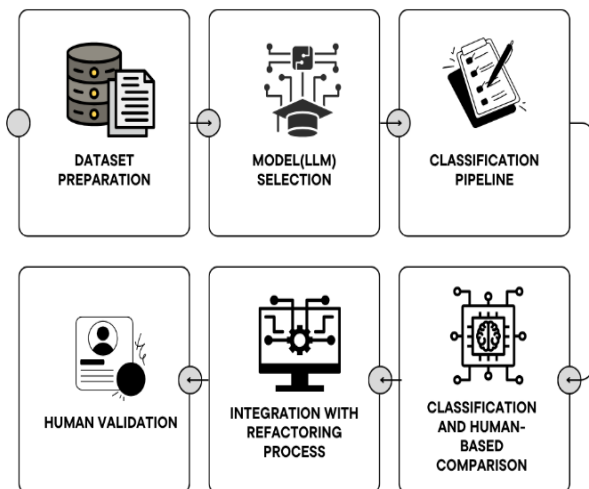 DATASET
PREPARATION
MODEL(LLM)
SELECTION
CLASSIFICATION
PIPELINE
HUMAN VALIDATION
INTEGRATION WITH
REFACTORING
PROCESS
CLASSIFICATION
AND HUMAN-
BASED
COMPARISON